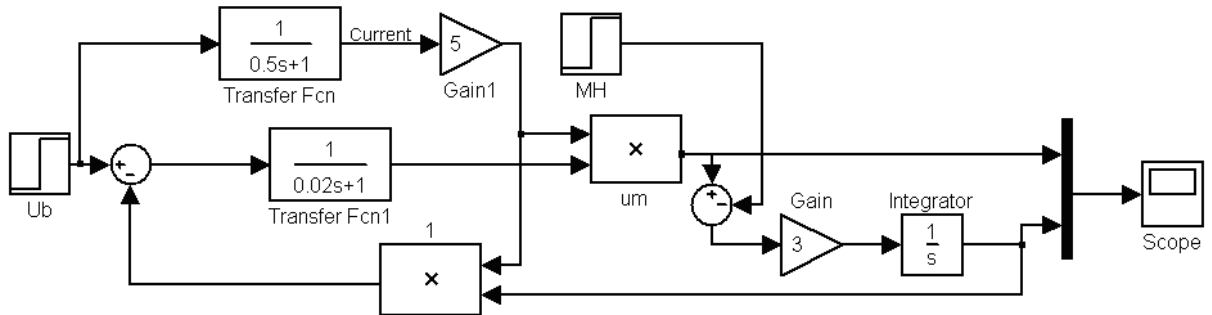 1
0.5s+1
Transfer Fcn
Current
5
Gain1
MH
Ub
+
-
1
0.02s+1
Transfer Fcn1
×
um
+
-
Gain
3
Integrator
1
s
Scope
1
×